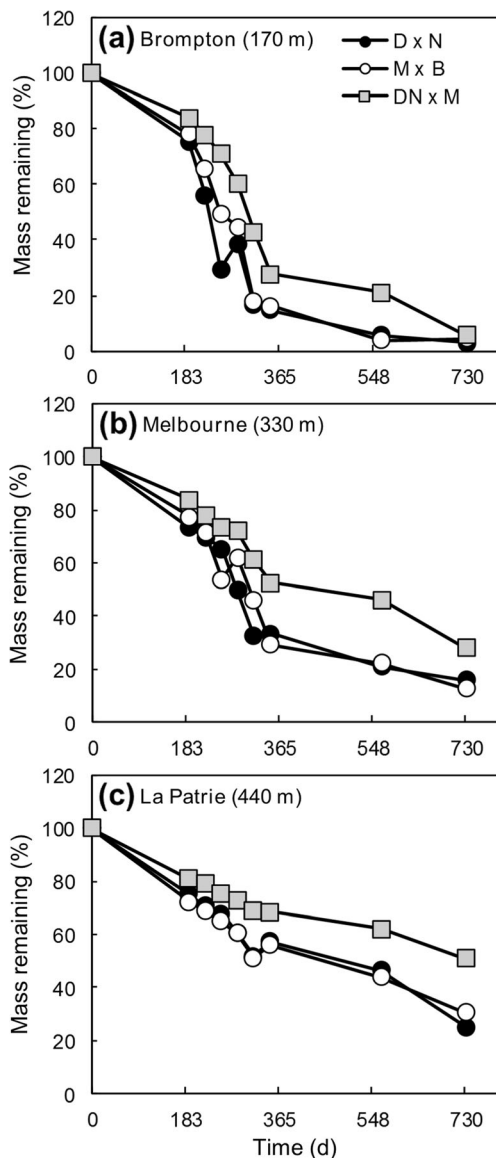 120
(a) Brompton (170 m)
D x N
M x B
DN x M
100
80
60
40
20
0
Mass remaining (%)
0 183 365 548 730
120
(b) Melbourne (330 m)
100
80
60
40
20
0
Mass remaining (%)
0 183 365 548 730
120
(c) La Patrie (440 m)
100
80
60
40
20
0
Mass remaining (%)
0 183 365 548 730
Time (d)